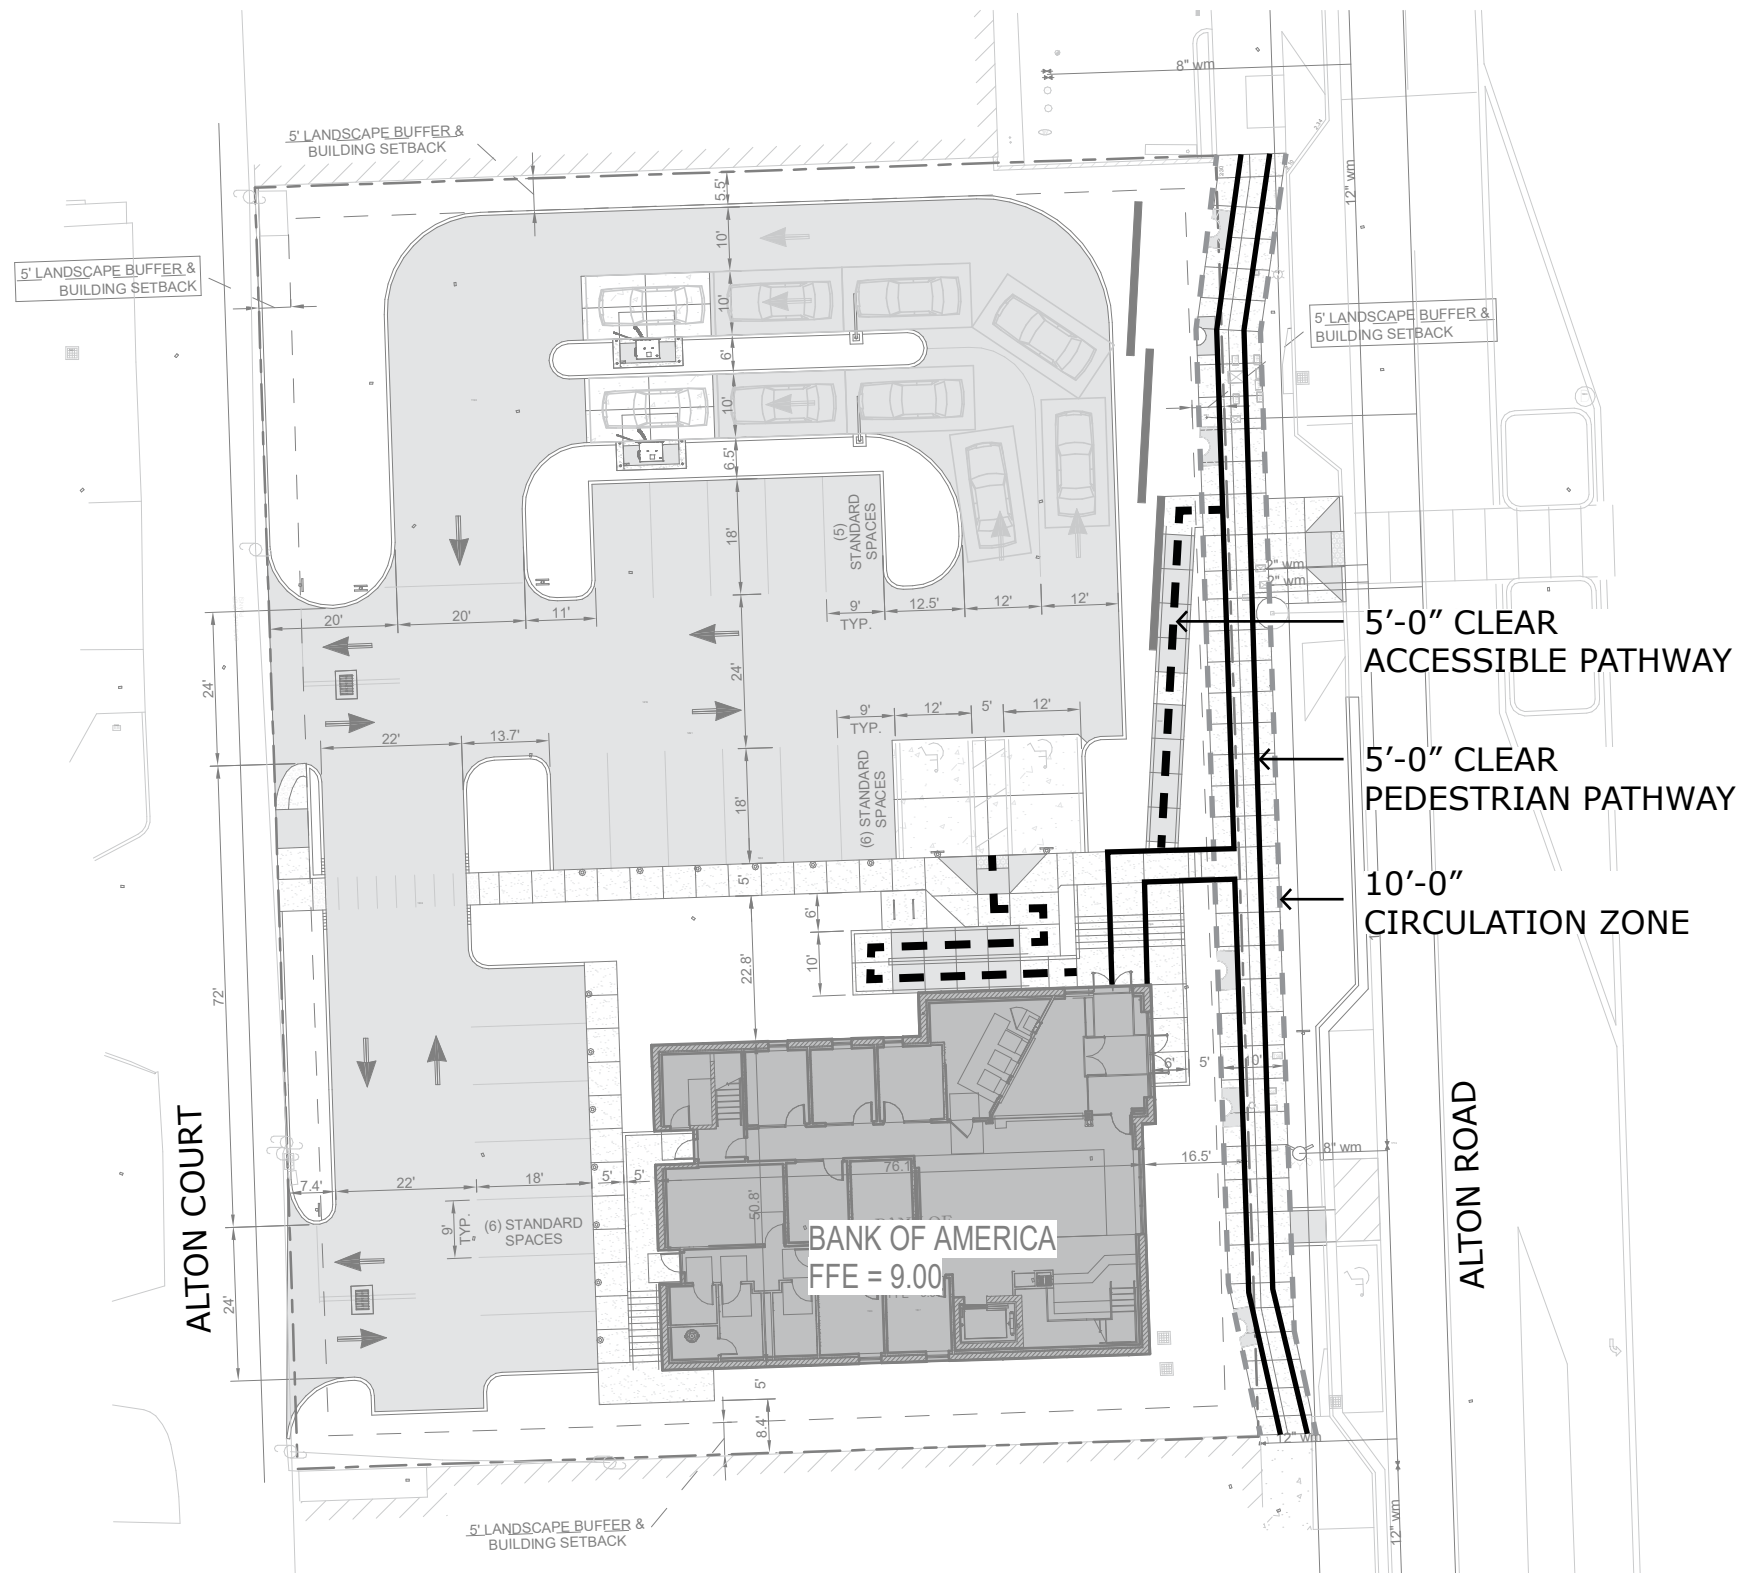 8" wm
5' LANDSCAPE BUFFER &
BUILDING SETBACK
12" wm
5.5'
10'
5' LANDSCAPE BUFFER &
BUILDING SETBACK
10'
5' LANDSCAPE BUFFER &
BUILDING SETBACK
6'
10'
6.5'
18'
(5)
STANDARD
SPACES
2" wm
2" wm
20'
20'
11'
9'
TYP.
12.5'
12'
12'
5'-0" CLEAR
ACCESSIBLE PATHWAY
24'
24'
9'
TYP.
12'
5'
12'
22'
13.7'
5'-0" CLEAR
PEDESTRIAN PATHWAY
18'
(6) STANDARD
SPACES
5'
10'-0"
CIRCULATION ZONE
6'
10'
22.8'
72'
6'
5'
10'
ALTON COURT
ALTON ROAD
8" wm
76.1'
16.5'
7.4'
22'
18'
5'
5'
50.8'
9'
TYP.
(6) STANDARD
SPACES
BANK OF AMERICA
FFE = 9.00
24'
5'
8.4'
12" wm
12" wm
5' LANDSCAPE BUFFER &
BUILDING SETBACK